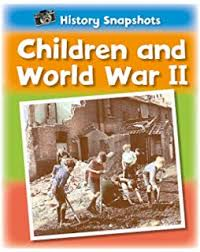 History Snapshots
Children and
World War II